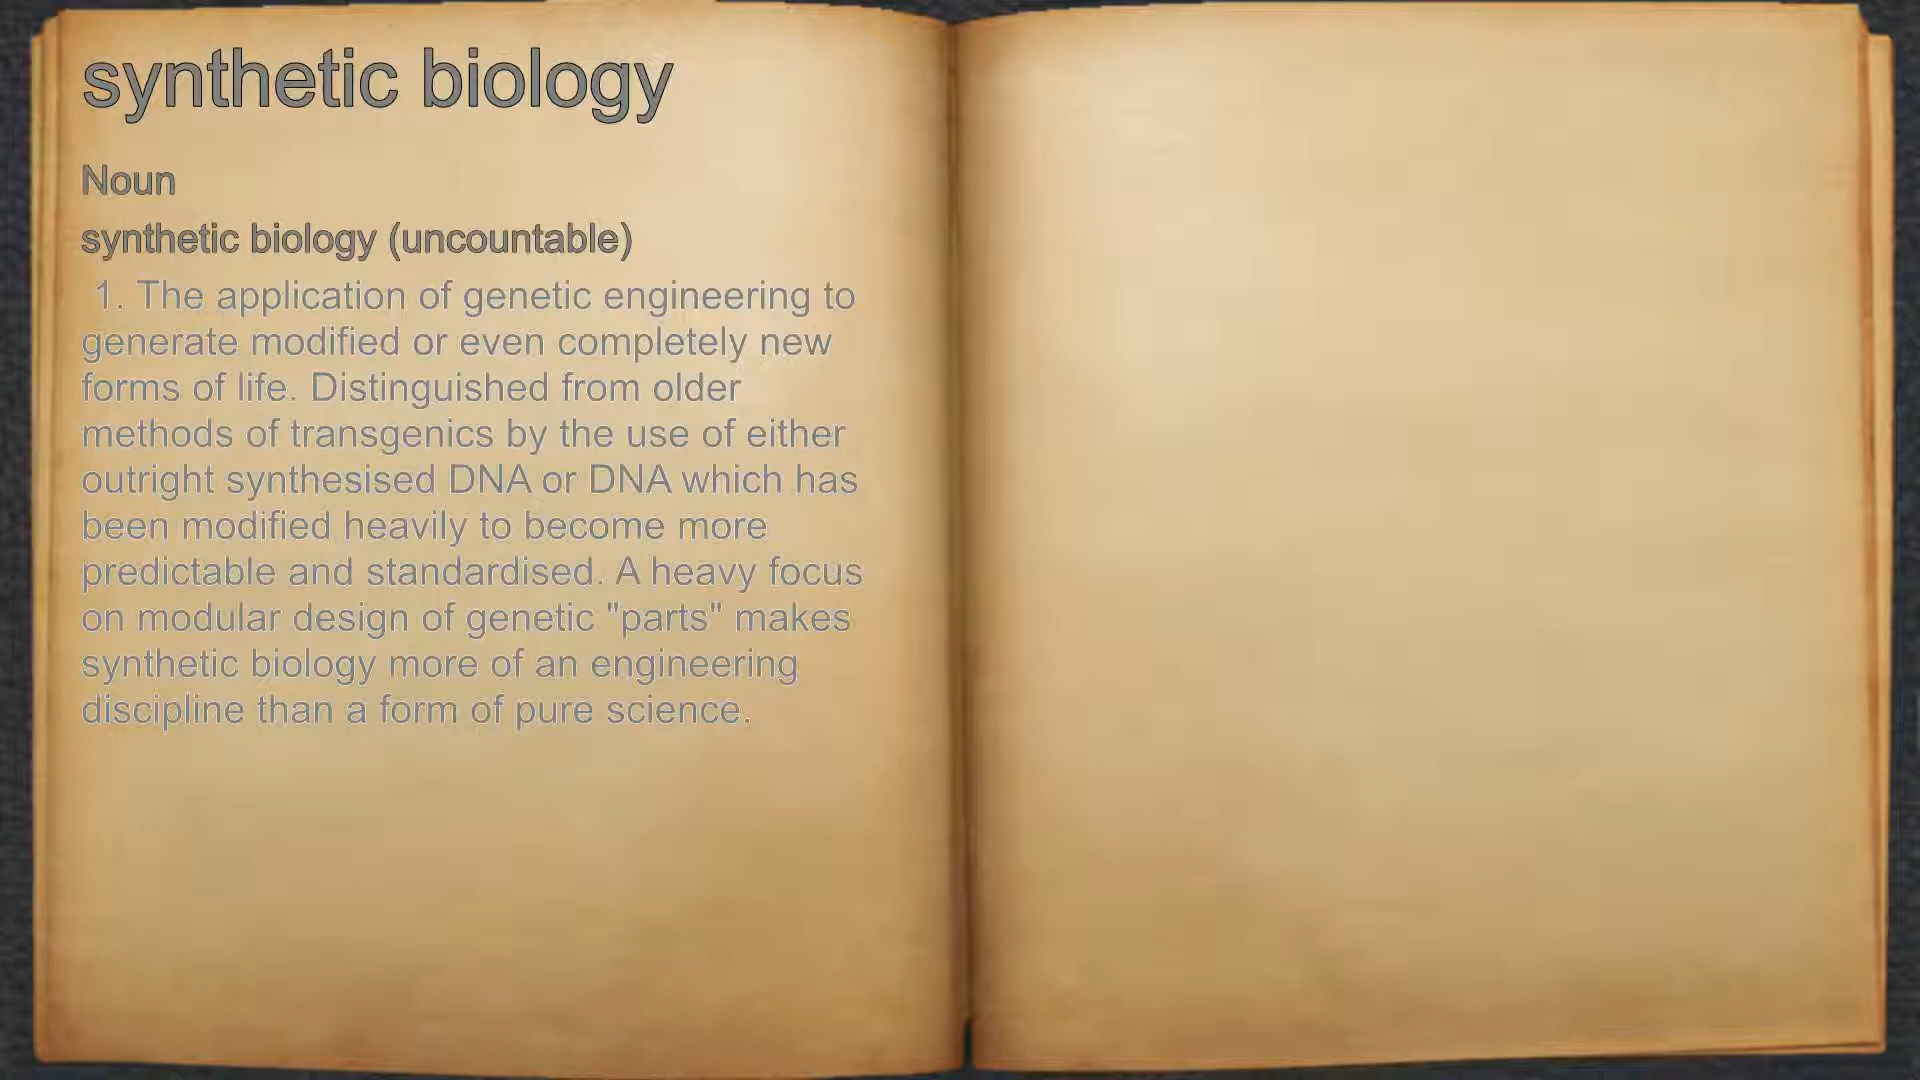 synthetic biology
Noun
synthetic biology (uncountable)
1. The application of genetic engineering to
generate modified or even completely new
forms of life. Distinguished from older
methods of transgenics by the use of either
outright synthesised DNA or DNA which has
been modified heavily to become more
predictable and standardised. A heavy focus
on modular design of genetic "parts" makes
synthetic biology more of an engineering
discipline than a form of pure science.